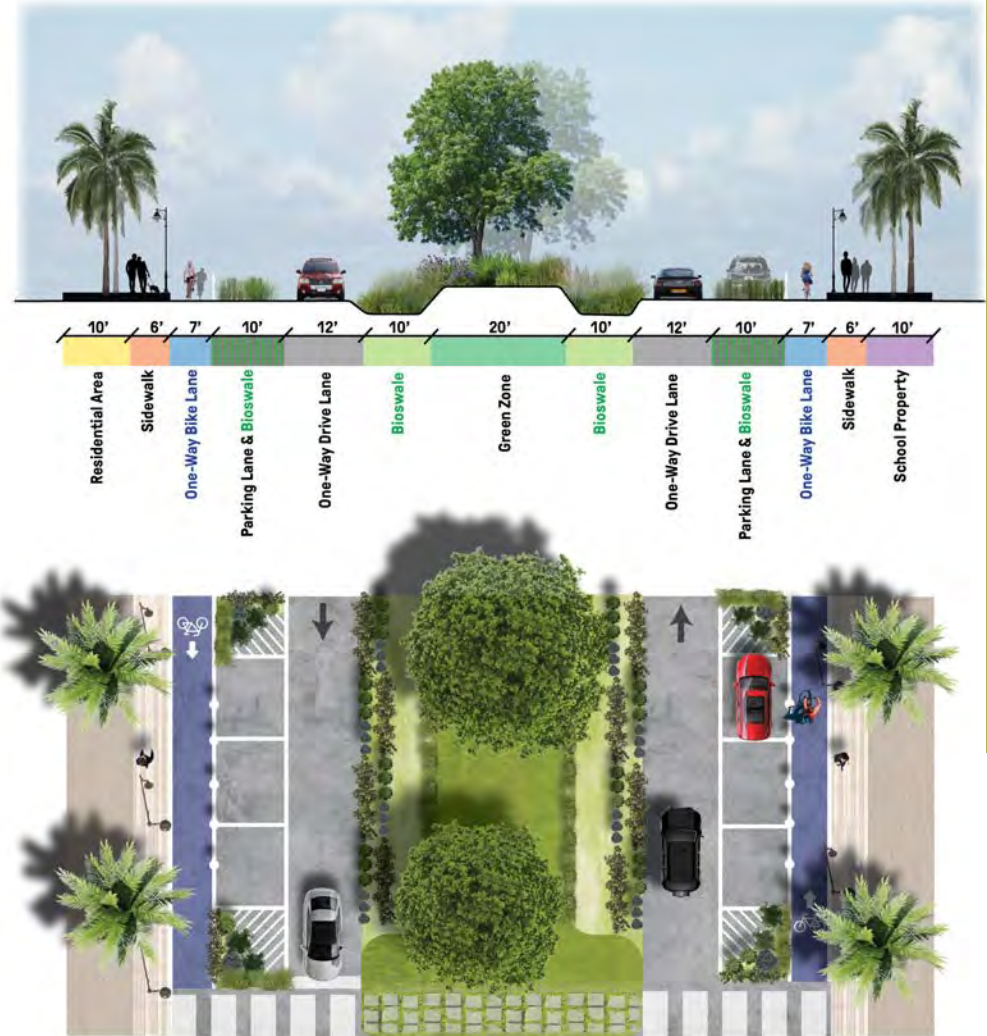 10' 6' 7' 10' 12' 10' 20' 10' 12' 10' 7' 6' 10'
Residential Area
Sidewalk
One-Way Bike Lane
Parking Lane & Bioswale
One-Way Drive Lane
Bioswale
Green Zone
Bioswale
One-Way Drive Lane
Parking Lane & Bioswale
One-Way Bike Lane
Sidewalk
School Property